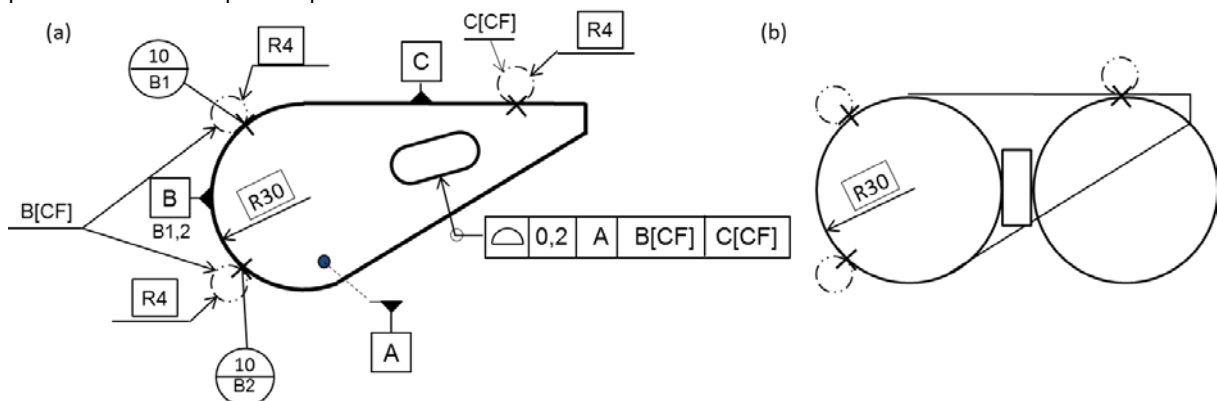 (a)
10
B1
R4
C
C[CF]
R4
(b)
B
B1,2
B[CF]
R30
R4
10
B2
A
0,2 A B[CF] C[CF]
R30